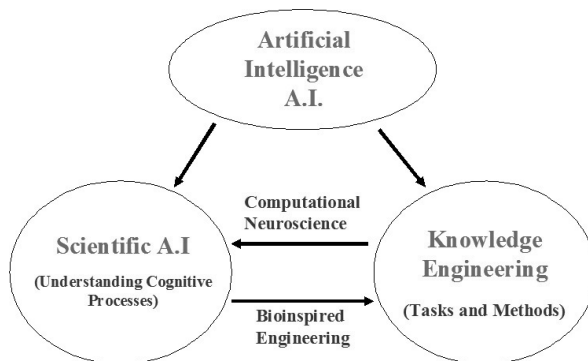 Artificial
Intelligence
A.I.
Computational
Neuroscience
Scientific A.I
(Understanding Cognitive
Processes)
Knowledge
Engineering
(Tasks and Methods)
Bioinspired
Engineering